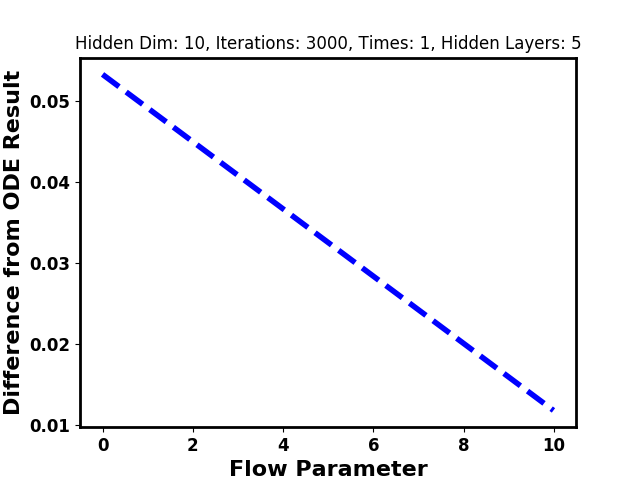 Hidden Dim: 10, Iterations: 3000, Times: 1, Hidden Layers: 5
Difference from ODE Result
0.05
0.04
0.03
0.02
0.01
0 2 4 6 8 10
Flow Parameter